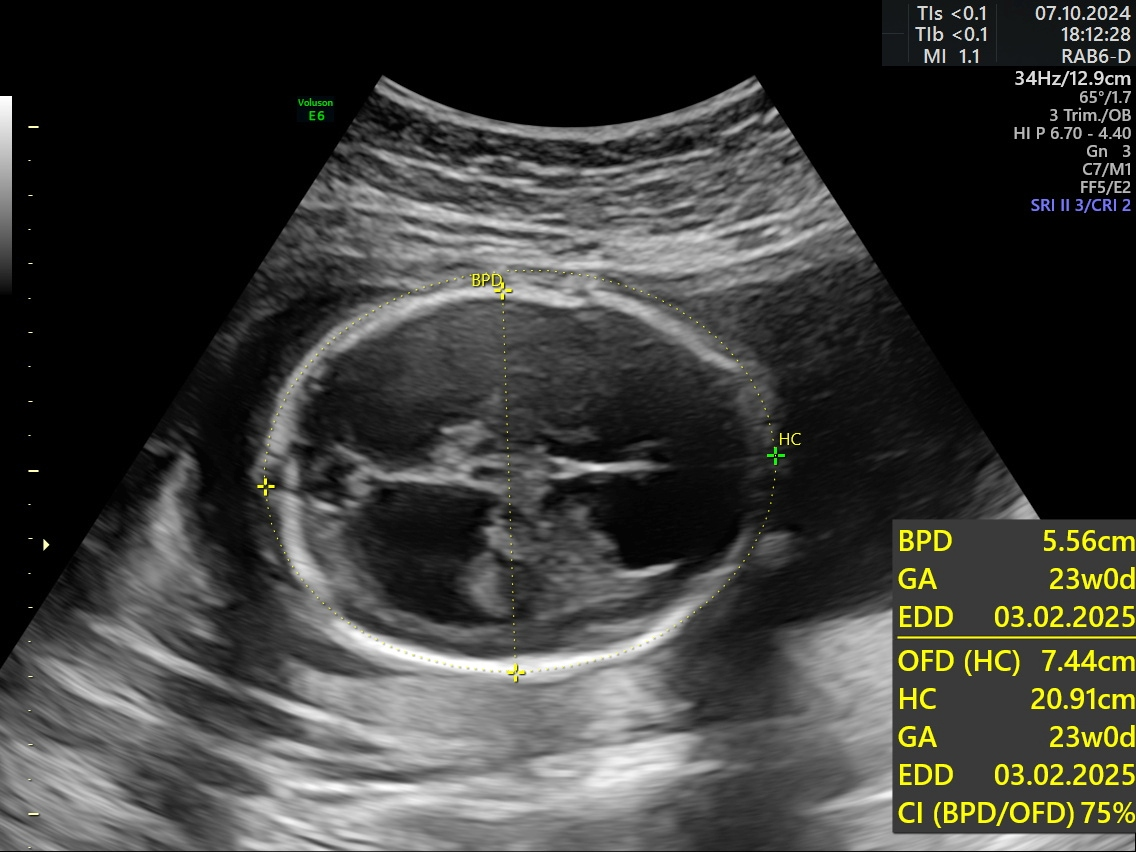 TIs <0.1 07.10.2024
TIb <0.1 18:12:28
MI 1.1 RAB6-D
34Hz/12.9cm
65°/1.7
3 Trim./OB
HI P 6.70 - 4.40
Gn 3
C7/M1
FF5/E2
SRI II 3/CRI 2
Voluson
E6
BPD
HC
BPD 5.56cm
GA 23w0d
EDD 03.02.2025
OFD (HC) 7.44cm
HC 20.91cm
GA 23w0d
EDD 03.02.2025
CI (BPD/OFD) 75%